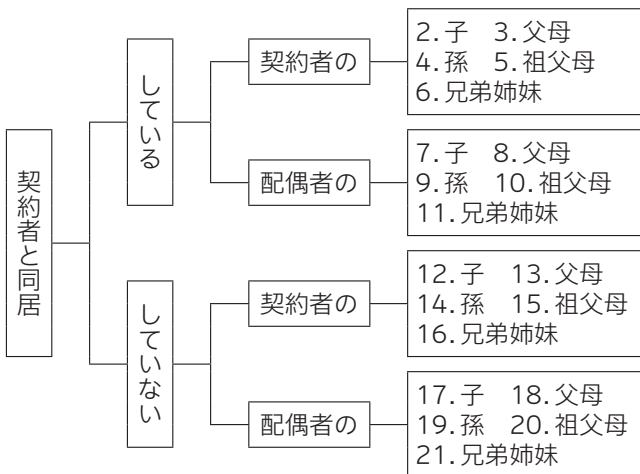 契約者と同居
している
契約者の
2.子 3.父母
4.孫 5.祖父母
6.兄弟姉妹
配偶者の
7.子 8.父母
9.孫 10.祖父母
11.兄弟姉妹
していない
契約者の
12.子 13.父母
14.孫 15.祖父母
16.兄弟姉妹
配偶者の
17.子 18.父母
19.孫 20.祖父母
21.兄弟姉妹